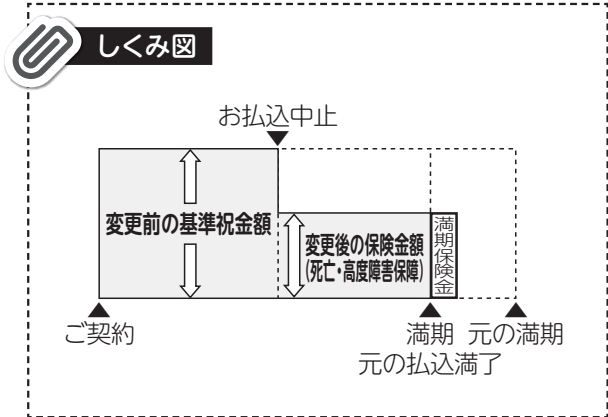 しくみ図
お払込中止
変更前の基準祝金額
変更後の保険金額
(死亡・高度障害保障)
満期保険金
ご契約
満期
元の満期
元の払込満了